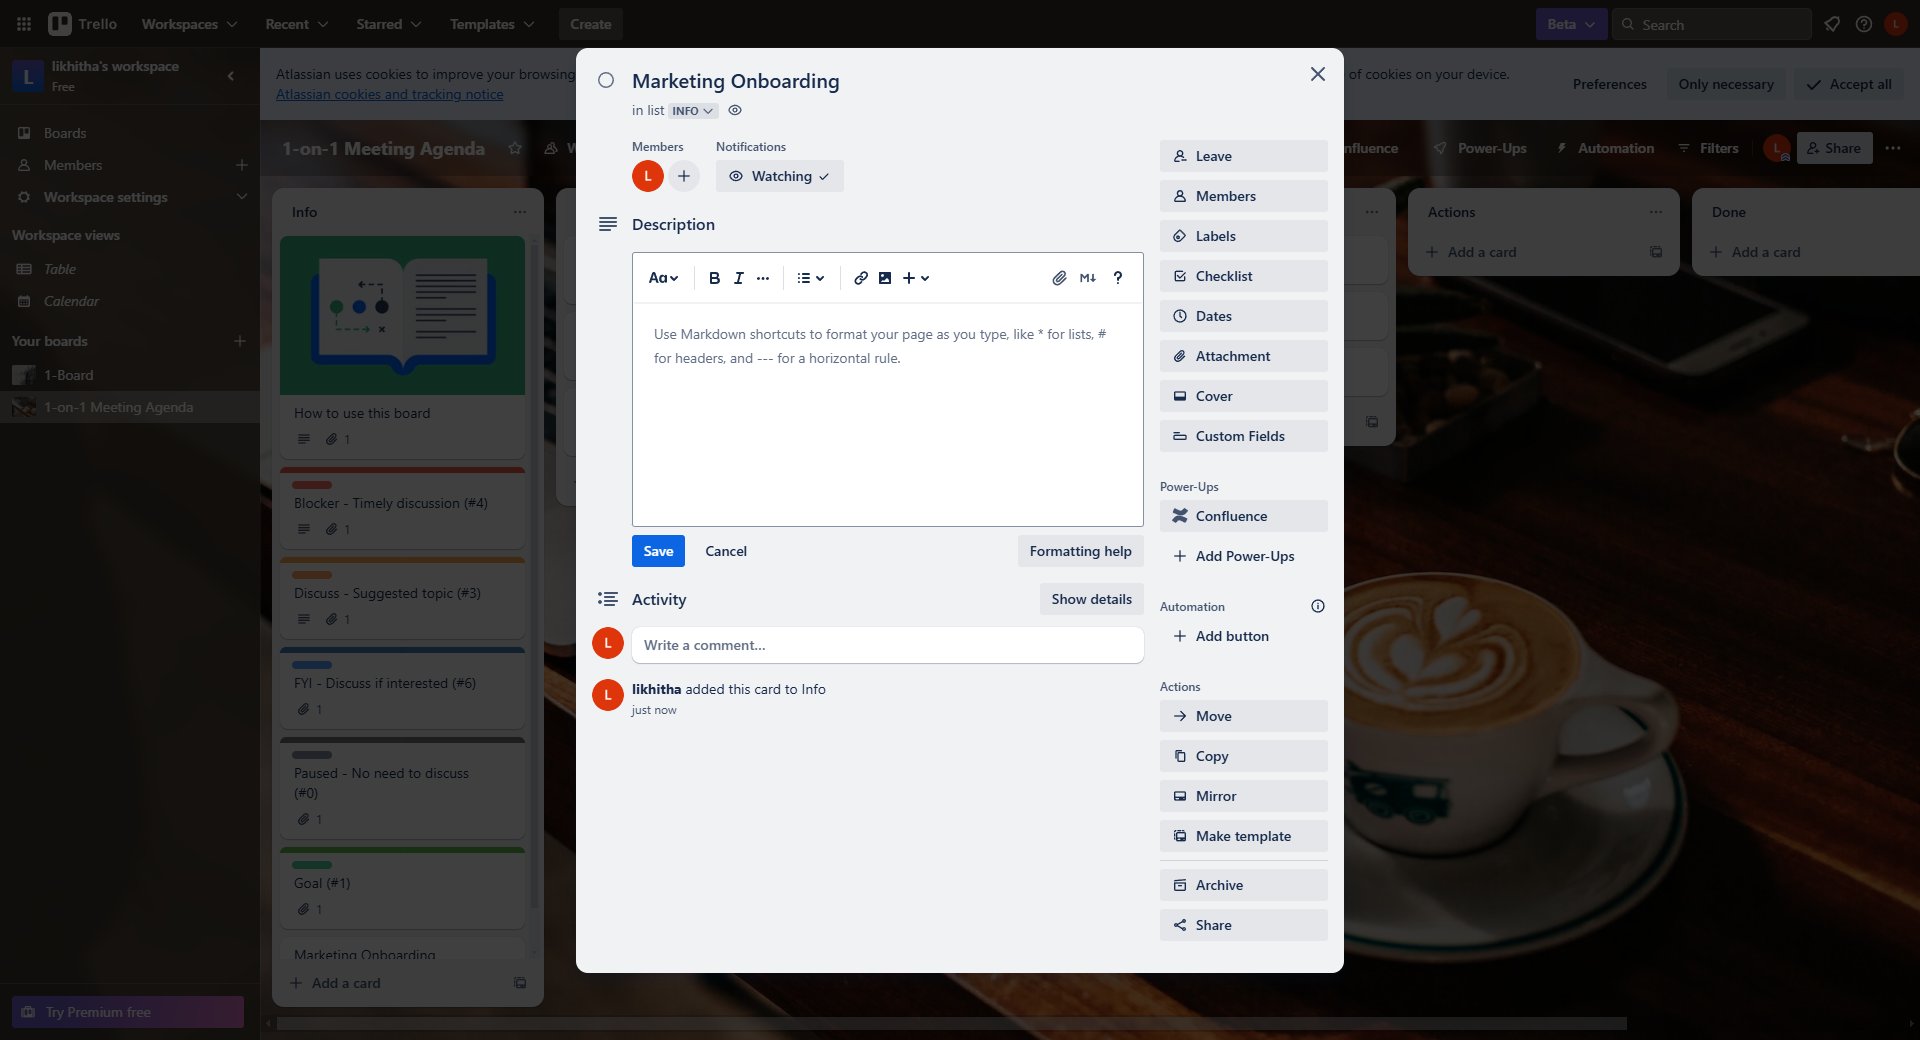 Trello
Workspaces
Recent
Starred
Templates
Create
Beta
Search
L
L
likhitha's workspace
Free
Atlassian uses cookies to improve your browsing
of cookies on your device.
Atlassian cookies and tracking notice
Preferences
Only necessary
Accept all
Boards
Members
Workspace settings
Workspace views
Table
Calendar
Your boards
1-Board
1-on-1 Meeting Agenda
Try Premium free
1-on-1 Meeting Agenda
Power-Ups
Automation
Filters
L
Share
Info
How to use this board
1
Blocker - Timely discussion (#4)
1
Discuss - Suggested topic (#3)
1
FYI - Discuss if interested (#6)
1
Paused - No need to discuss
(#0)
1
Goal (#1)
1
Marketing Onboarding
Add a card
Actions
Add a card
Done
Add a card
Marketing Onboarding
in list INFO
Members
L
Notifications
Watching
Description
Aa
B
I
M
?
Use Markdown shortcuts to format your page as you type, like * for lists, #
for headers, and --- for a horizontal rule.
Save
Cancel
Formatting help
Activity
Show details
L
Write a comment...
L
likhitha added this card to Info
just now
Leave
Members
Labels
Checklist
Dates
Attachment
Cover
Custom Fields
Power-Ups
Confluence
Add Power-Ups
Automation
Add button
Actions
Move
Copy
Mirror
Make template
Archive
Share